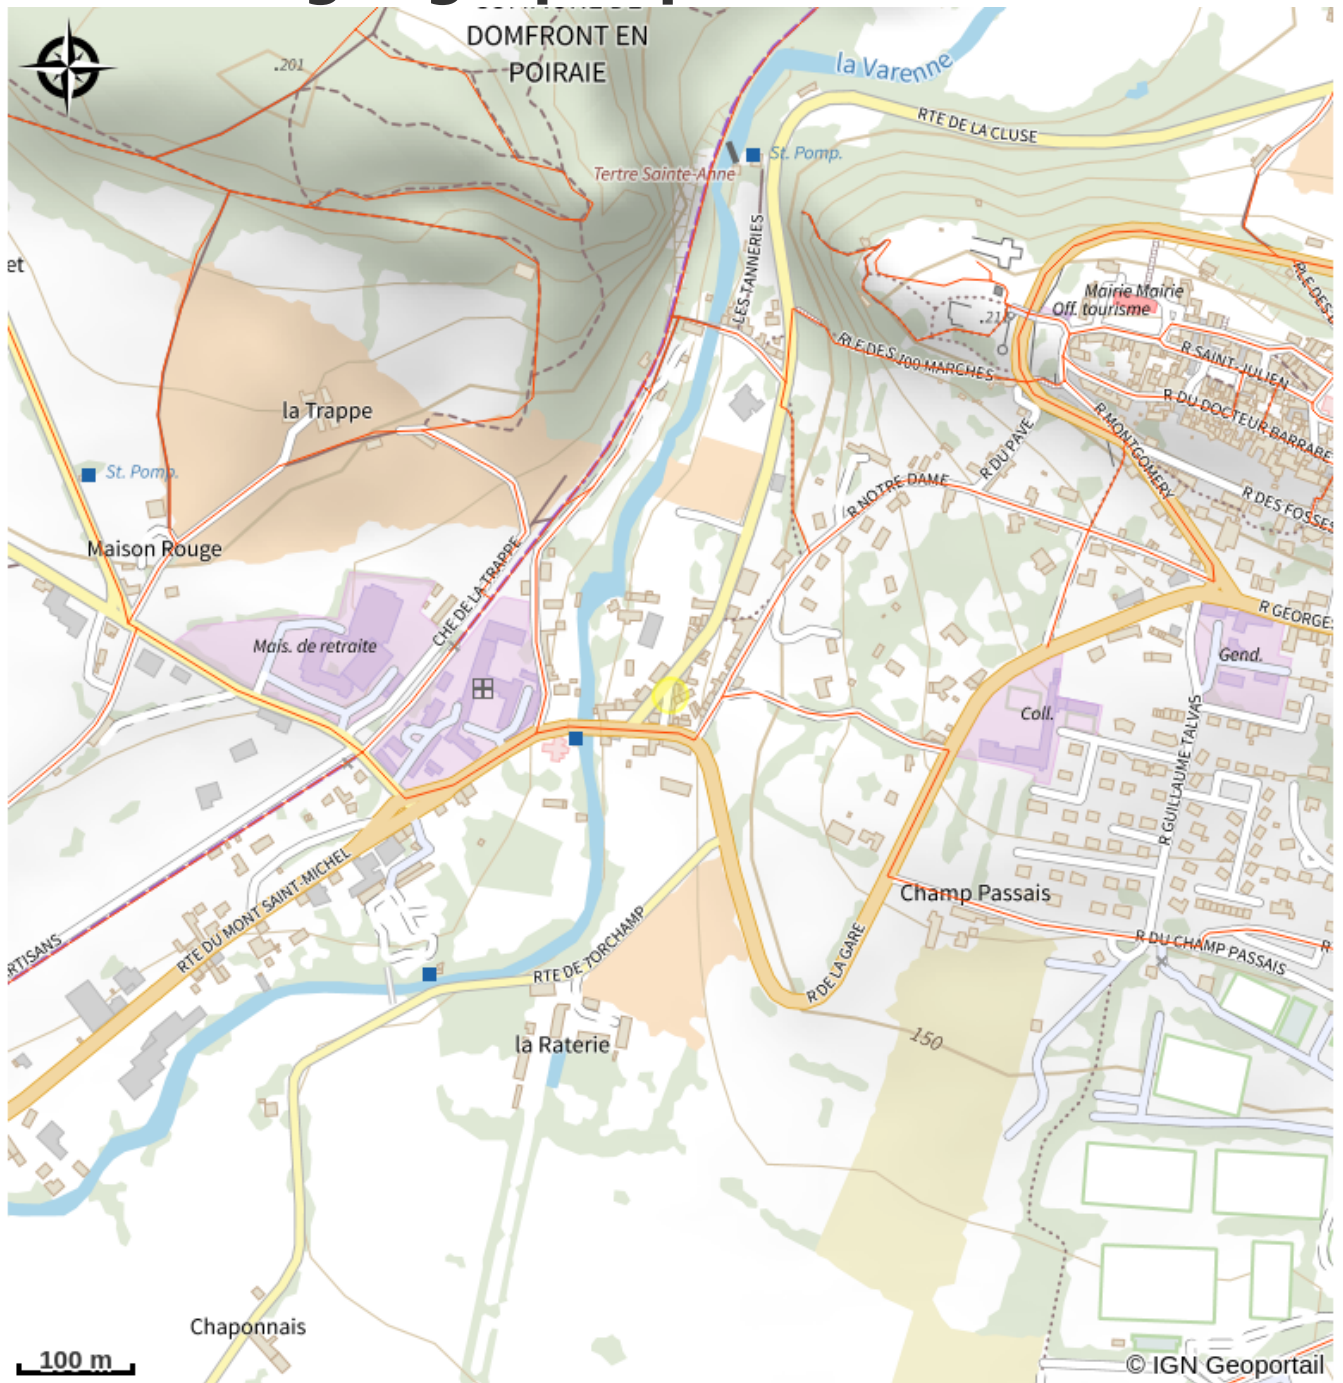 DOMFRONT EN
POIRAIE
.201
la Varenne
RTE DE LA CLUSE
St. Pomp.
Tertre Sainte-Anne
LES TANNERIES
et
Mairie Mairie
Off. tourisme
R SAINT-JULIEN
RLE DES 100 MARCHES
R DU DOCTEUR BARRABE
la Trappe
R MONTGOMERY
R DU PAVE
St. Pomp.
R NOTRE DAME
R DES FOSSES
Maison Rouge
CHE DE LA TRAPPE
R GEORGES
Mais. de retraite
Gend.
Coll.
R GUILLAUME TALVAS
RTE DU MONT SAINT-MICHEL
Champ Passais
RTISANS
RTE DE TORCHAMP
R DE LA GARE
R DU CHAMP PASSAIS
R
la Raterie
150
Chaponnais
100 m
© IGN Geoportail